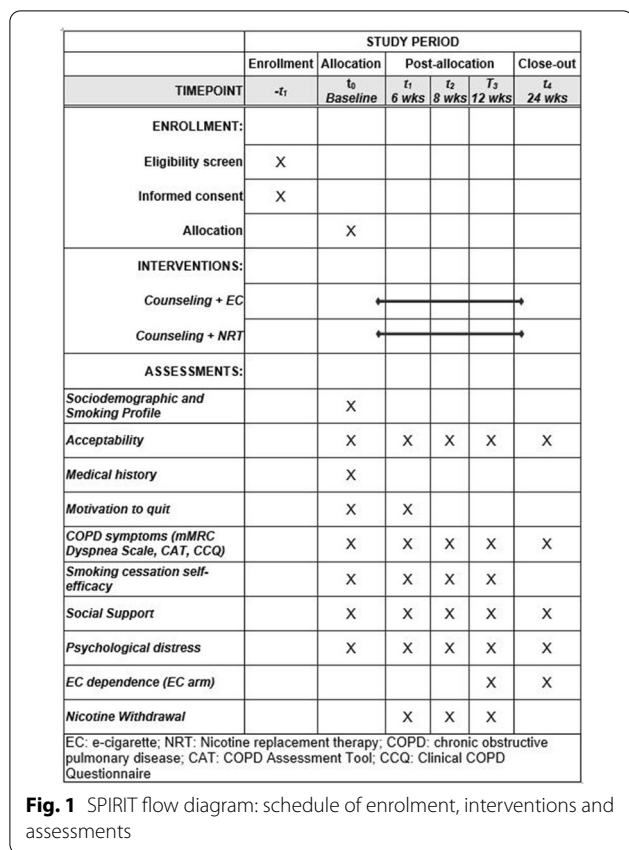 STUDY PERIOD
Enrollment Allocation Post-allocation Close-out
TIMEPOINT -t1 t0 Baseline t1 6 wks t2 8 wks T3 12 wks t4 24 wks
ENROLLMENT:
Eligibility screen X
Informed consent X
Allocation X
INTERVENTIONS:
Counseling + EC
Counseling + NRT
ASSESSMENTS:
Sociodemographic and
Smoking Profile X
Acceptability X X X X X
Medical history X
Motivation to quit X X
COPD symptoms (mMRC
Dyspnea Scale, CAT, CCQ) X X X X X
Smoking cessation self-
efficacy X X X X
Social Support X X X X X
Psychological distress X X X X X
EC dependence (EC arm) X X
Nicotine Withdrawal X X X
EC: e-cigarette; NRT: Nicotine replacement therapy; COPD: chronic obstructive
pulmonary disease; CAT: COPD Assessment Tool; CCQ: Clinical COPD
Questionnaire
Fig. 1 SPIRIT flow diagram: schedule of enrolment, interventions and
assessments